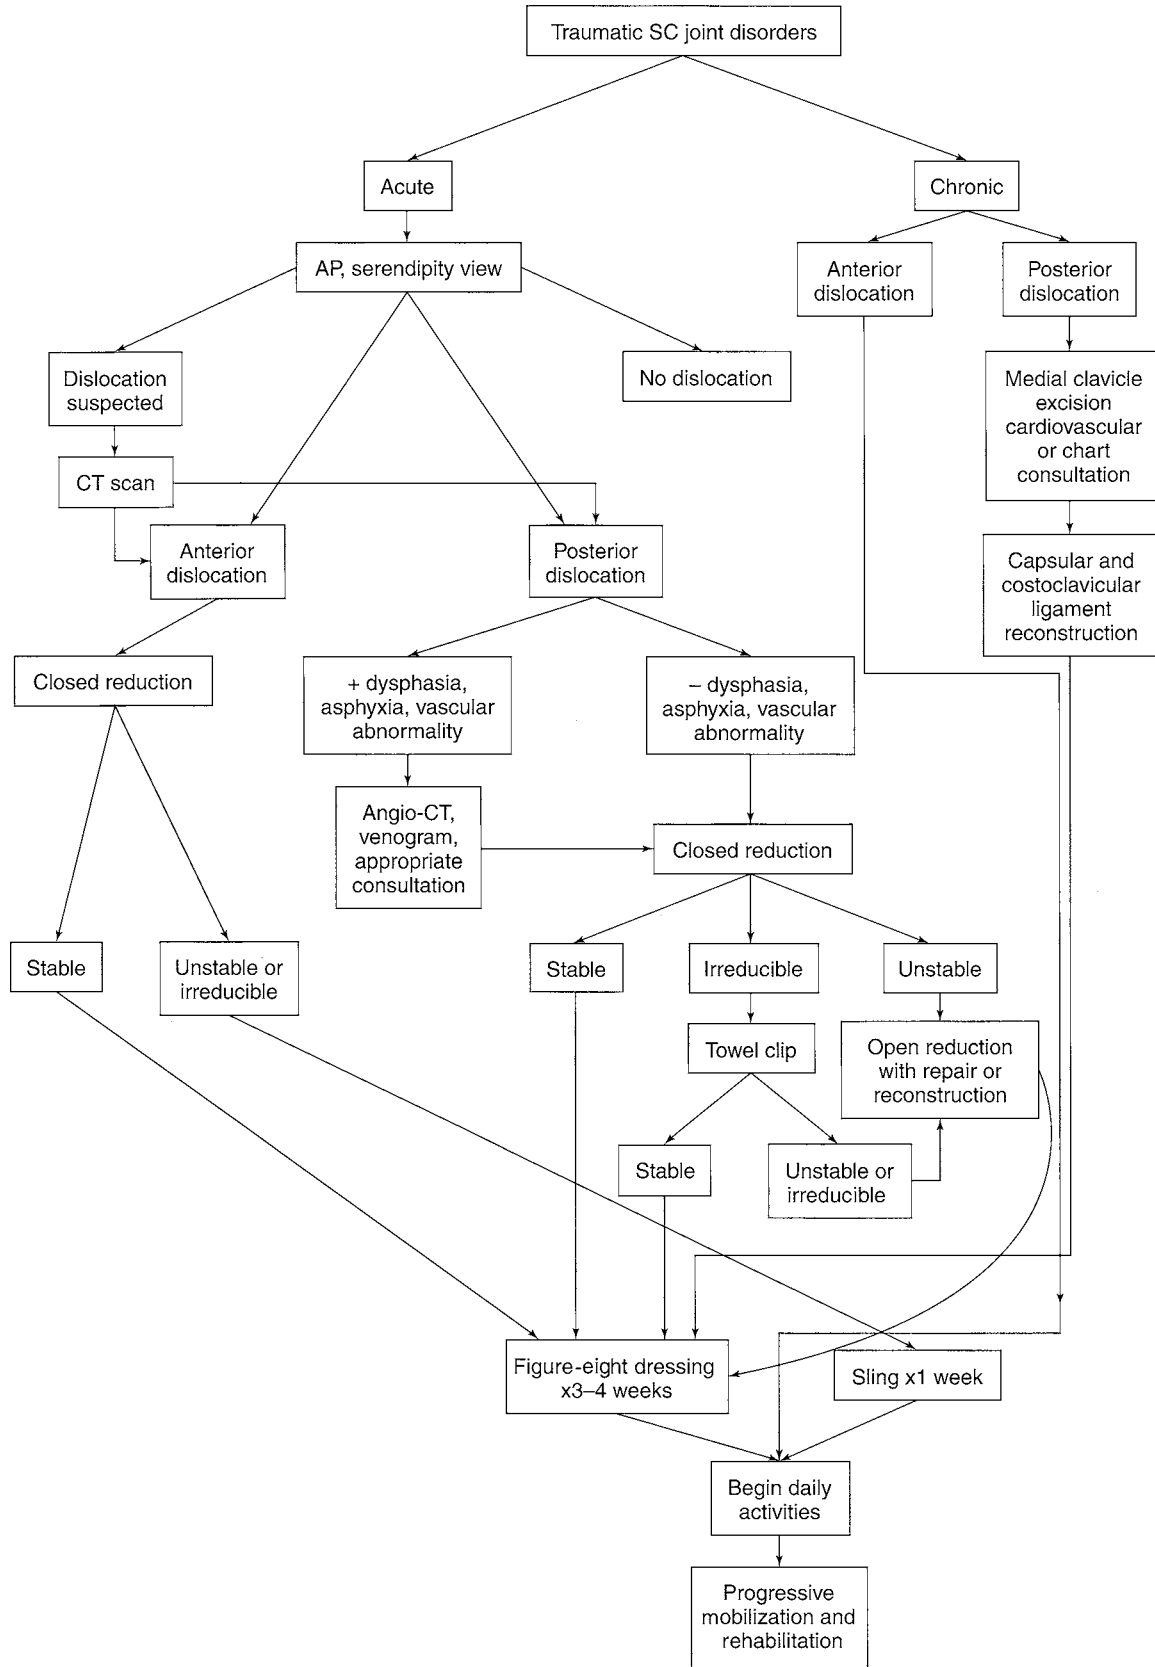 Traumatic SC joint disorders
Acute
Chronic
AP, serendipity view
Anterior
dislocation
Posterior
dislocation
Dislocation
suspected
No dislocation
Medial clavicle
excision
cardiovascular
or chart
consultation
CT scan
Anterior
dislocation
Posterior
dislocation
Capsular and
costoclavicular
ligament
reconstruction
Closed reduction
+ dysphasia,
asphyxia, vascular
abnormality
– dysphasia,
asphyxia, vascular
abnormality
Angio-CT,
venogram,
appropriate
consultation
Closed reduction
Stable
Unstable or
irreducible
Stable
Irreducible
Unstable
Towel clip
Open reduction
with repair or
reconstruction
Stable
Unstable or
irreducible
Figure-eight dressing
x3–4 weeks
Sling x1 week
Begin daily
activities
Progressive
mobilization and
rehabilitation